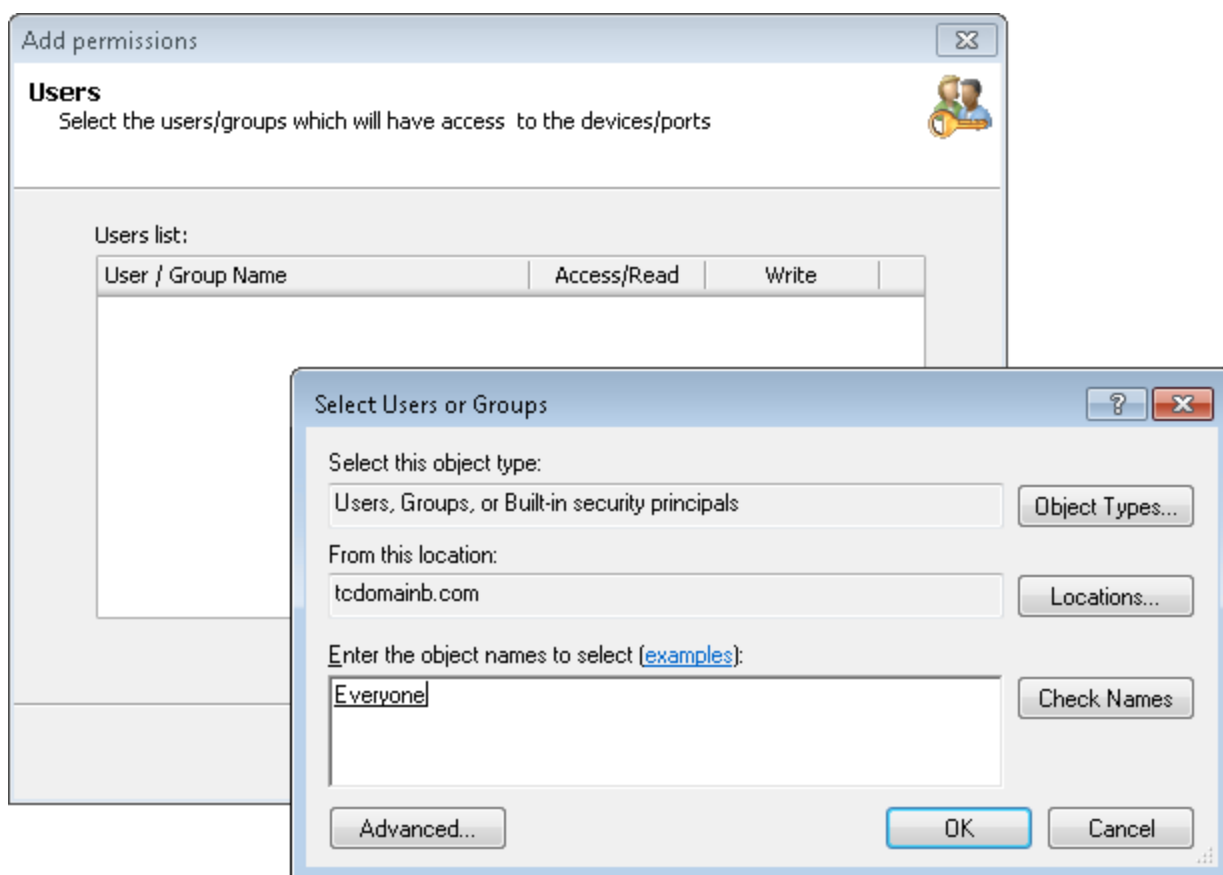 Add permissions
Users
Select the users/groups which will have access to the devices/ports
Users list:
User / Group Name Access/Read Write
Select Users or Groups
Select this object type:
Users, Groups, or Built-in security principals
Object Types...
From this location:
tcdomainb.com
Locations...
Enter the object names to select (examples):
Everyone
Check Names
Advanced...
OK
Cancel